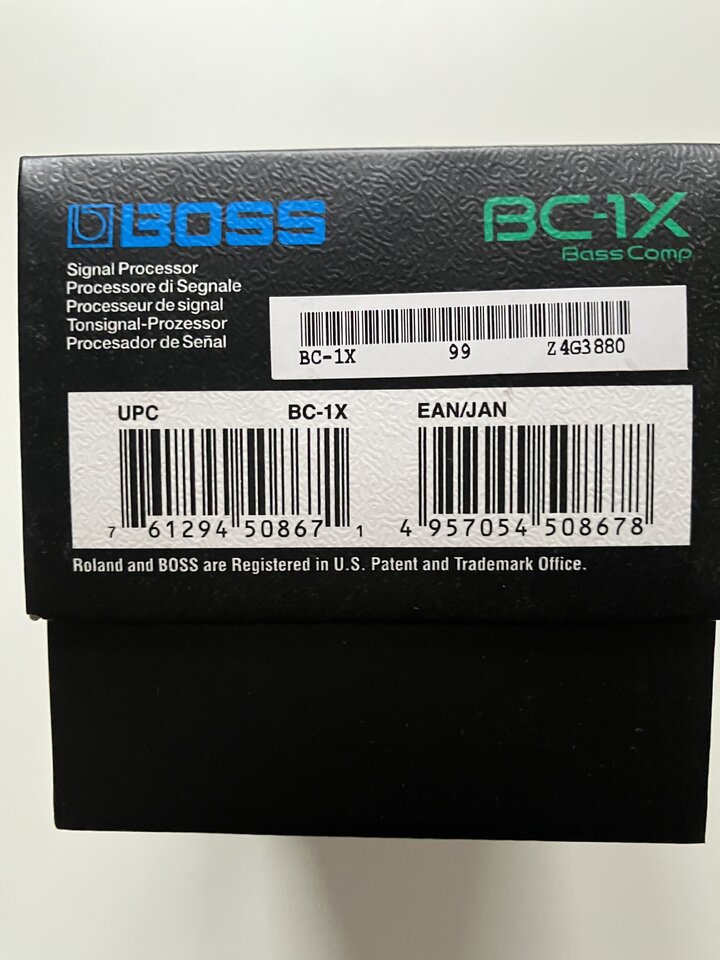 BOSS
BC-1X
Bass Comp
Signal Processor
Processore di Segnale
Processeur de signal
Tonsignal-Prozessor
Procesador de Señal
BC-1X 99 Z4G3880
UPC BC-1X
7 61294 50867 1
EAN/JAN
4 957054 508678
Roland and BOSS are Registered in U.S. Patent and Trademark Office.